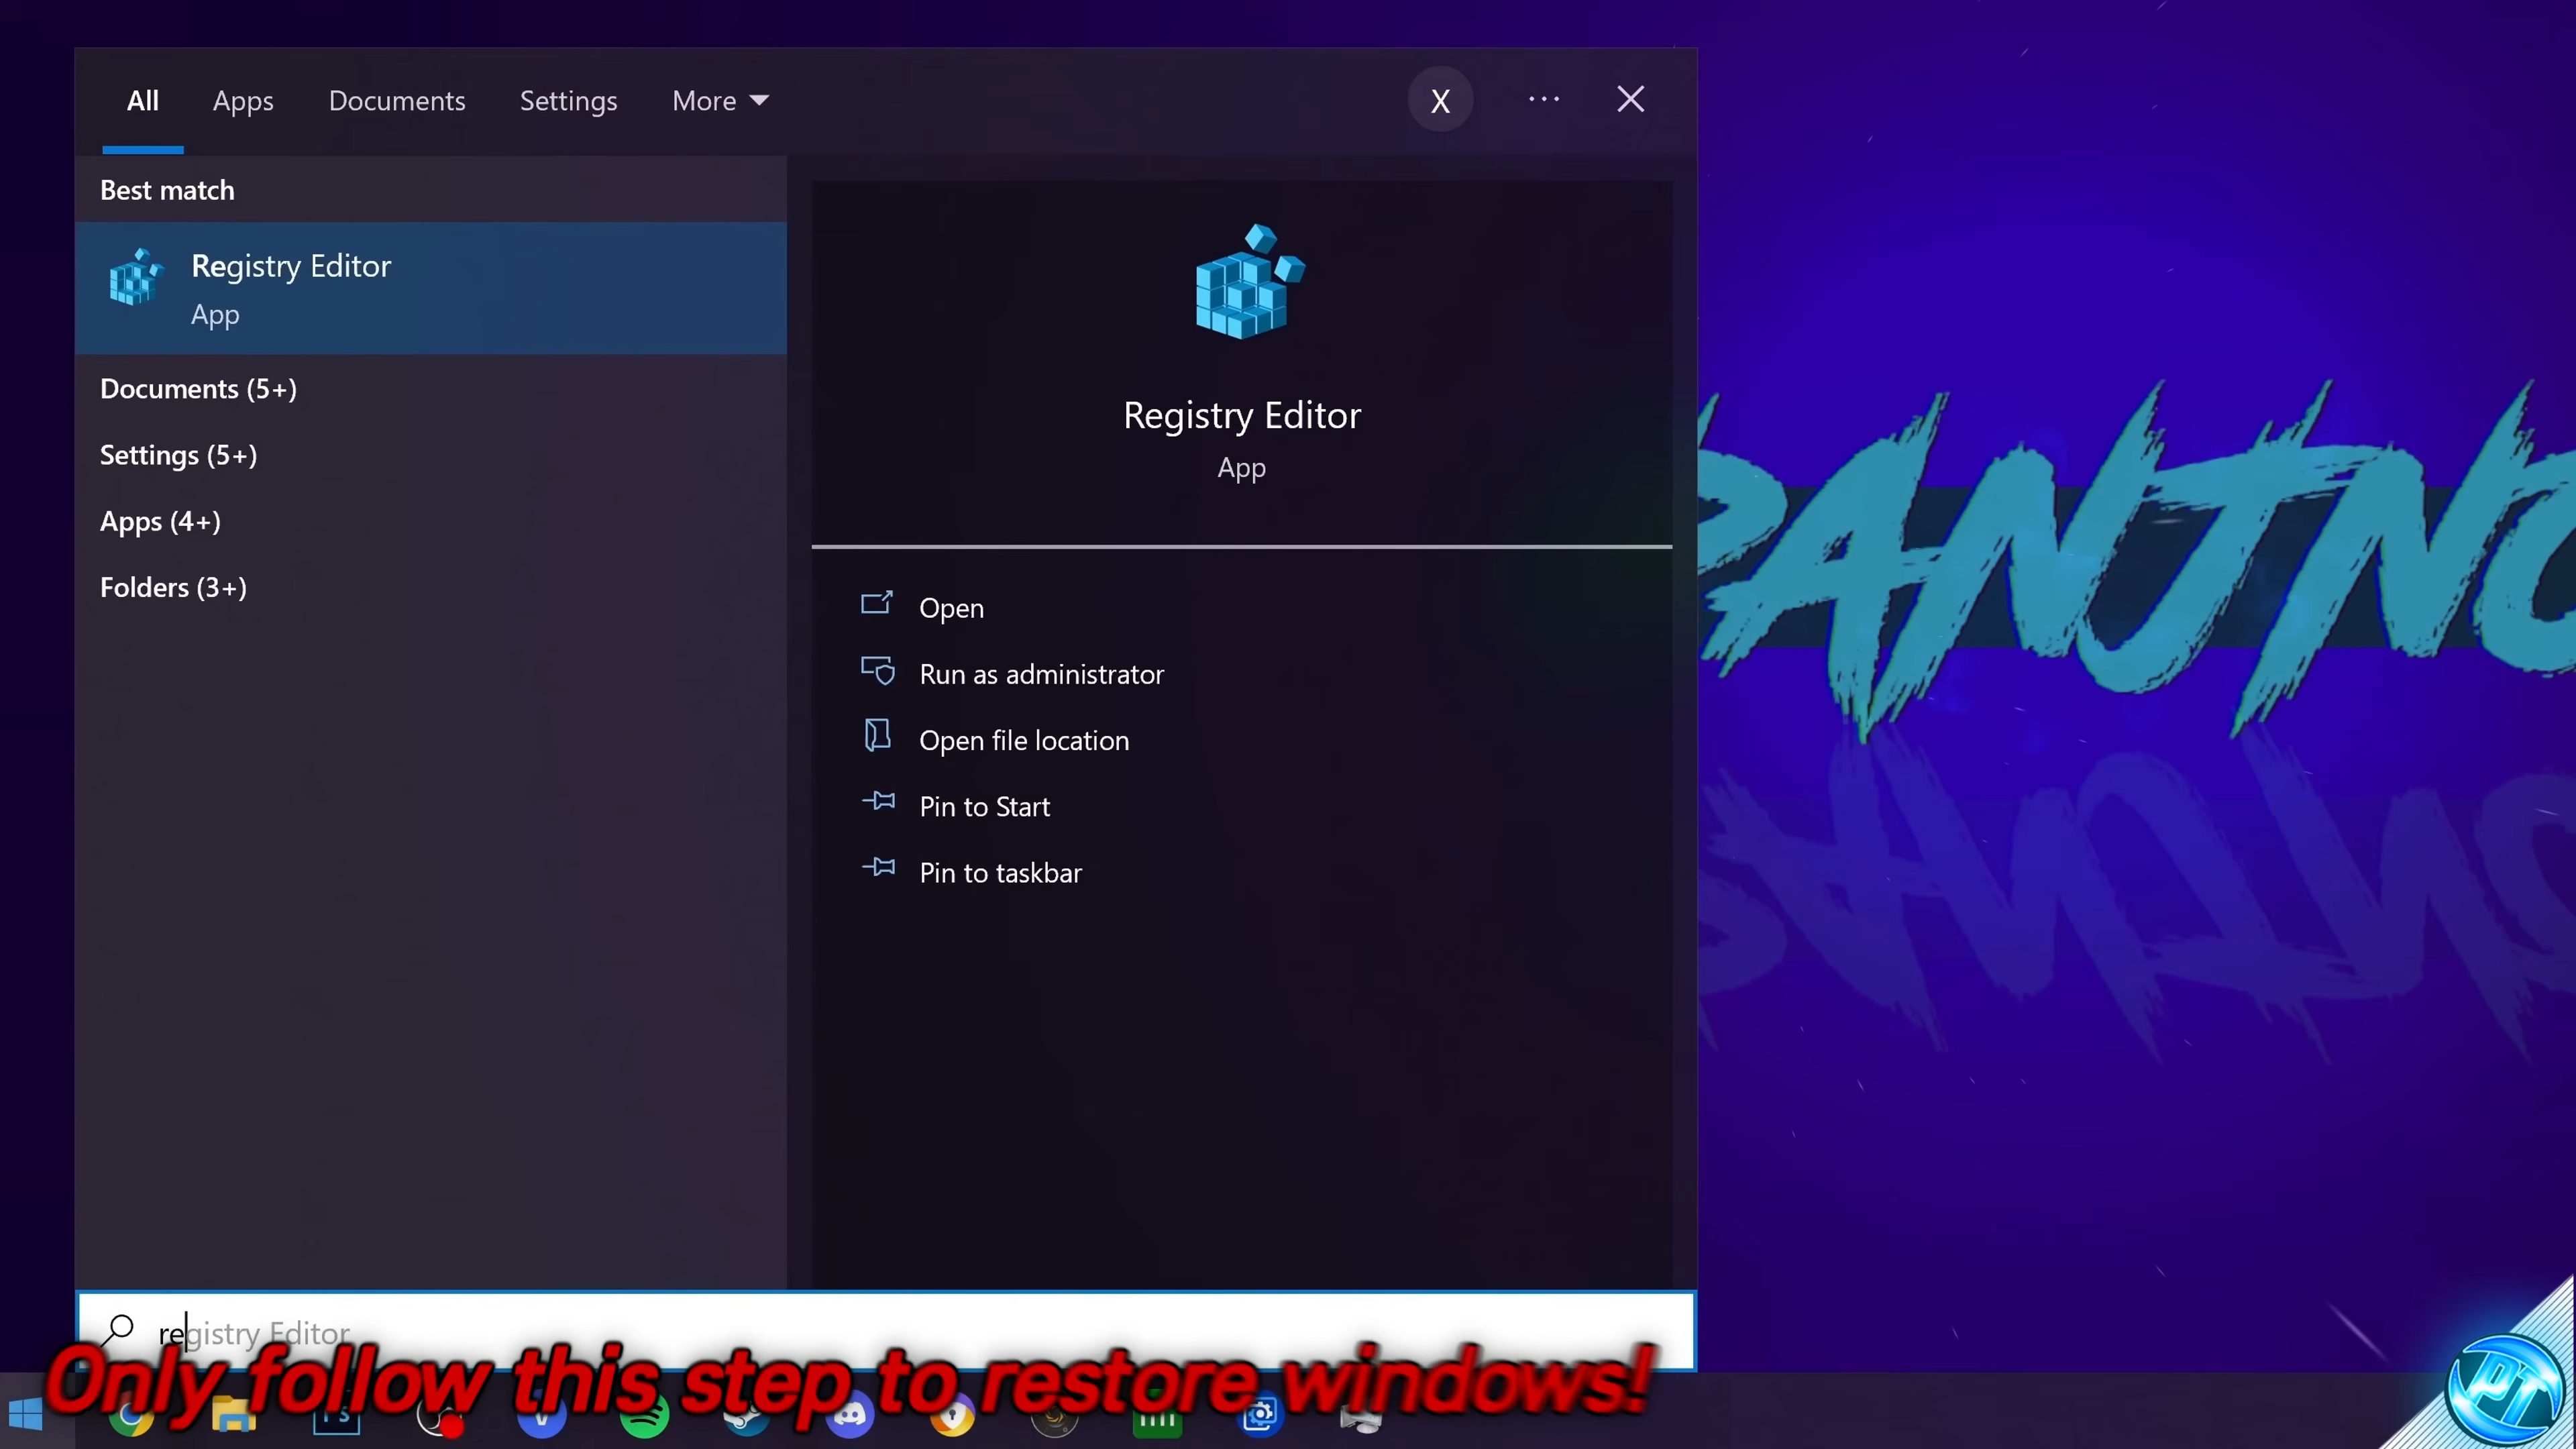 All Apps Documents Settings More X
Best match
Registry Editor
App
Documents (5+)
Settings (5+)
Apps (4+)
Folders (3+)
Registry Editor
App
Open
Run as administrator
Open file location
Pin to Start
Pin to taskbar
registry Editor
Only follow this step to restore windows!
PT